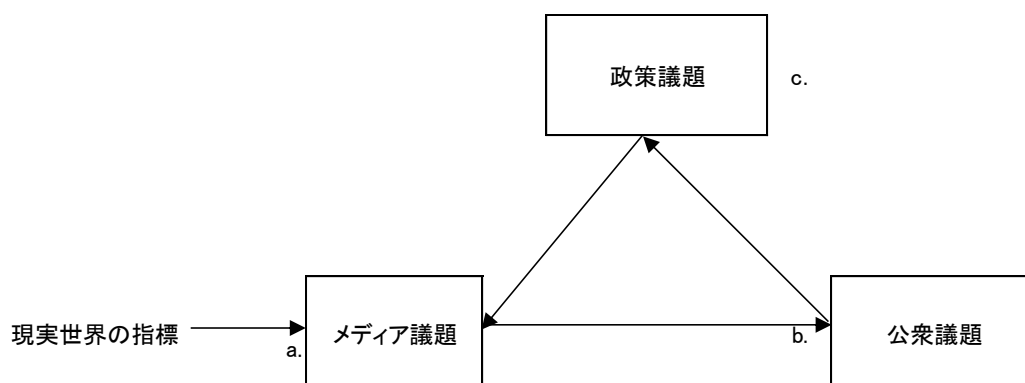 政策議題
c.
現実世界の指標
a.
メディア議題
b.
公衆議題